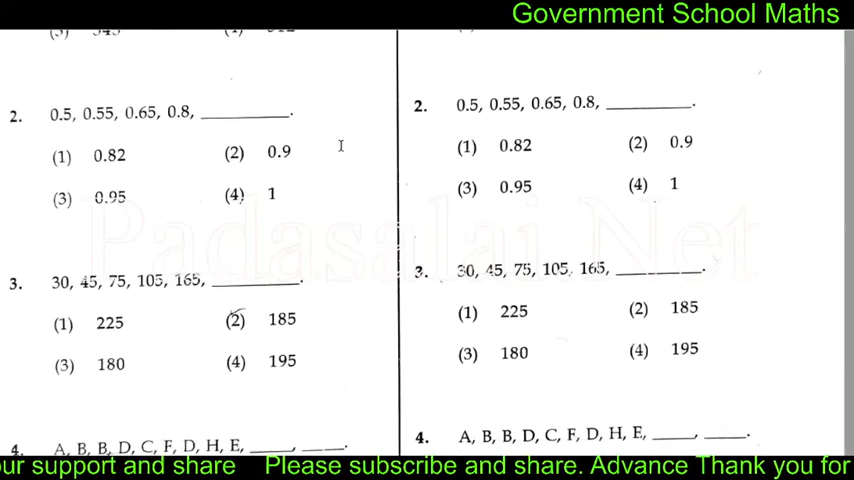 Government School Maths
(3) 343
2. 0.5, 0.55, 0.65, 0.8, ________.
(1) 0.82 (2) 0.9
(3) 0.95 (4) 1
3. 30, 45, 75, 105, 165, ________.
(1) 225 (2) 185
(3) 180 (4) 195
4. A, B, B, D, C, F, D, H, E, ____, ____.
2. 0.5, 0.55, 0.65, 0.8, ________.
(1) 0.82 (2) 0.9
(3) 0.95 (4) 1
3. 30, 45, 75, 105, 165, ________.
(1) 225 (2) 185
(3) 180 (4) 195
4. A, B, B, D, C, F, D, H, E, ____, ____.
Padasalai.Net
our support and share Please subscribe and share. Advance Thank you for